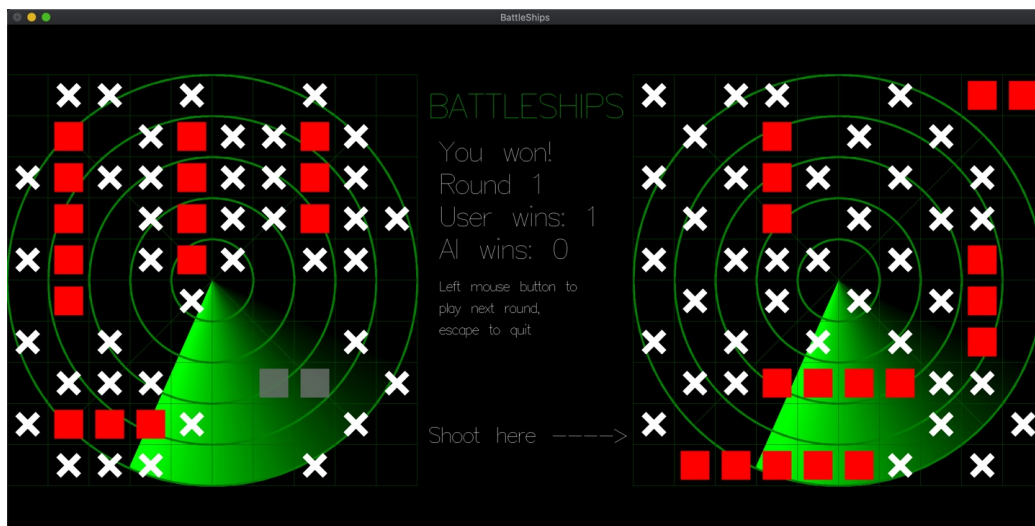 BattleShips
BATTLESHIPS
You won!
Round 1
User wins: 1
AI wins: 0
Left mouse button to
play next round,
escape to quit
Shoot here ---->